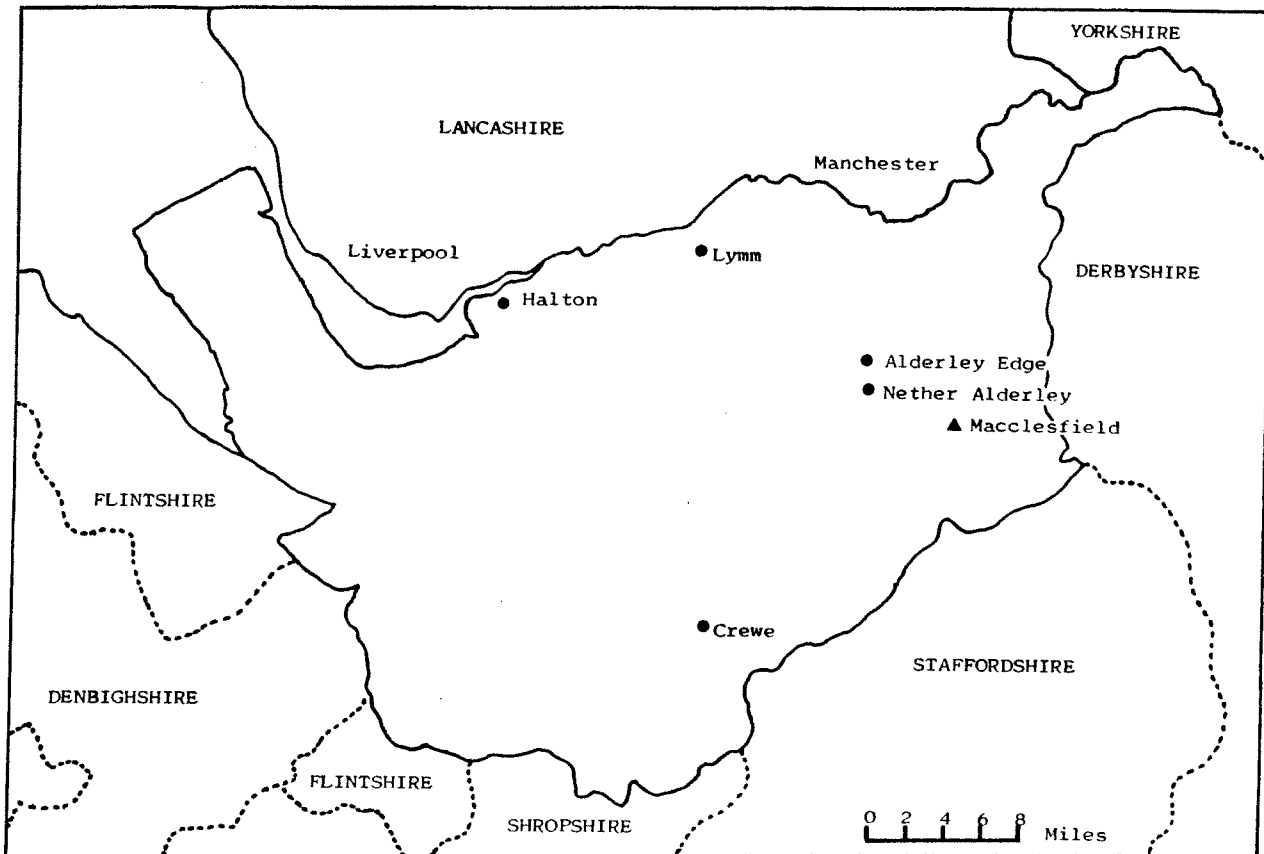 YORKSHIRE
LANCASHIRE
Manchester
Liverpool
Lymm
DERBYSHIRE
Halton
Alderley Edge
Nether Alderley
Macclesfield
FLINTSHIRE
Crewe
STAFFORDSHIRE
DENBIGHSHIRE
FLINTSHIRE
SHROPSHIRE
0 2 4 6 8 Miles